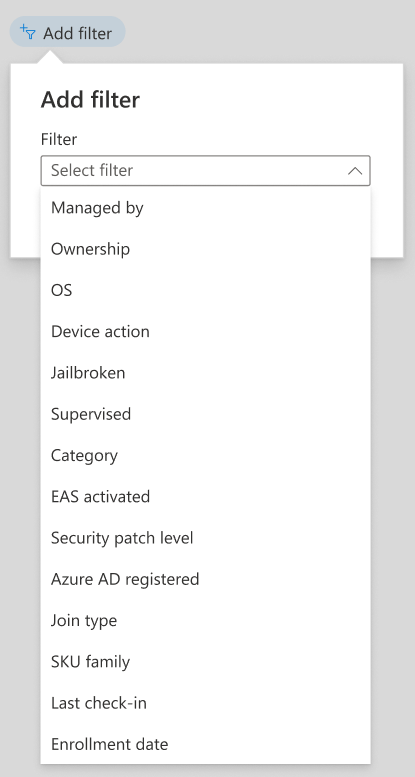 Add filter
Add filter
Filter
Select filter
Managed by
Ownership
OS
Device action
Jailbroken
Supervised
Category
EAS activated
Security patch level
Azure AD registered
Join type
SKU family
Last check-in
Enrollment date